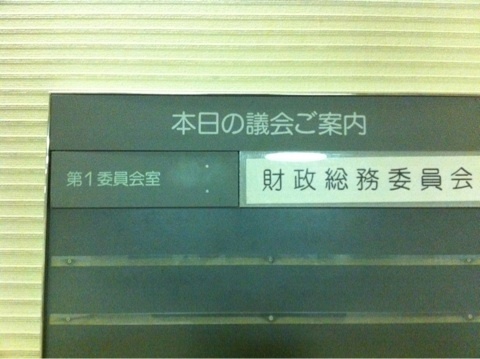 本日の議会ご案内
第1委員会室
財政総務委員会